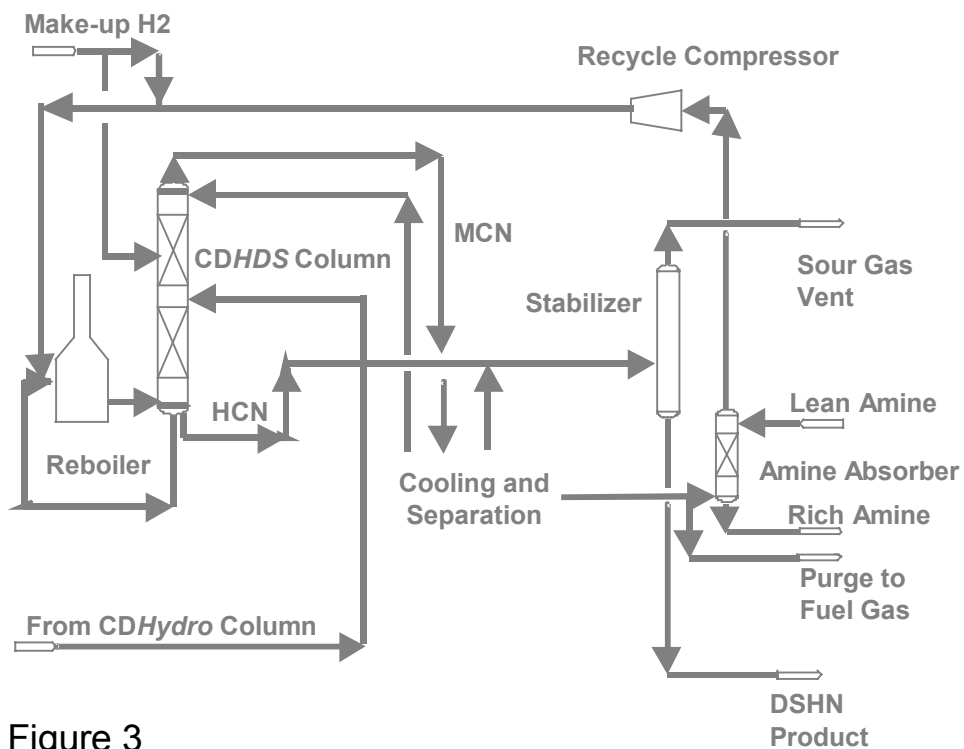 Make-up H2
Recycle Compressor
MCN
CDHDS Column
Sour Gas
Vent
Stabilizer
HCN
Lean Amine
Reboiler
Cooling and
Separation
Amine Absorber
Rich Amine
Purge to
Fuel Gas
From CDHydro Column
DSHN
Product
Figure 3